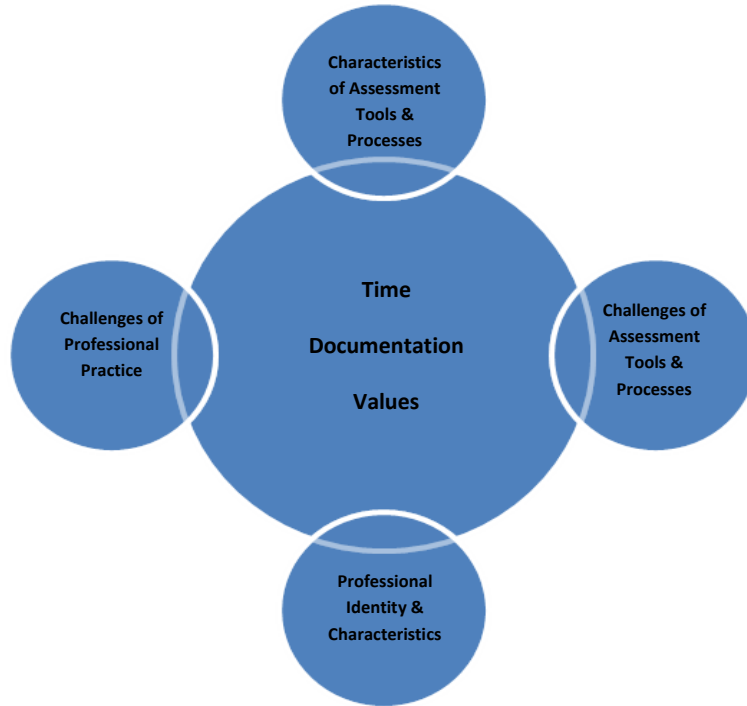 Characteristics
of Assessment
Tools &
Processes
Time
Documentation
Values
Challenges of
Professional
Practice
Challenges of
Assessment
Tools &
Processes
Professional
Identity &
Characteristics